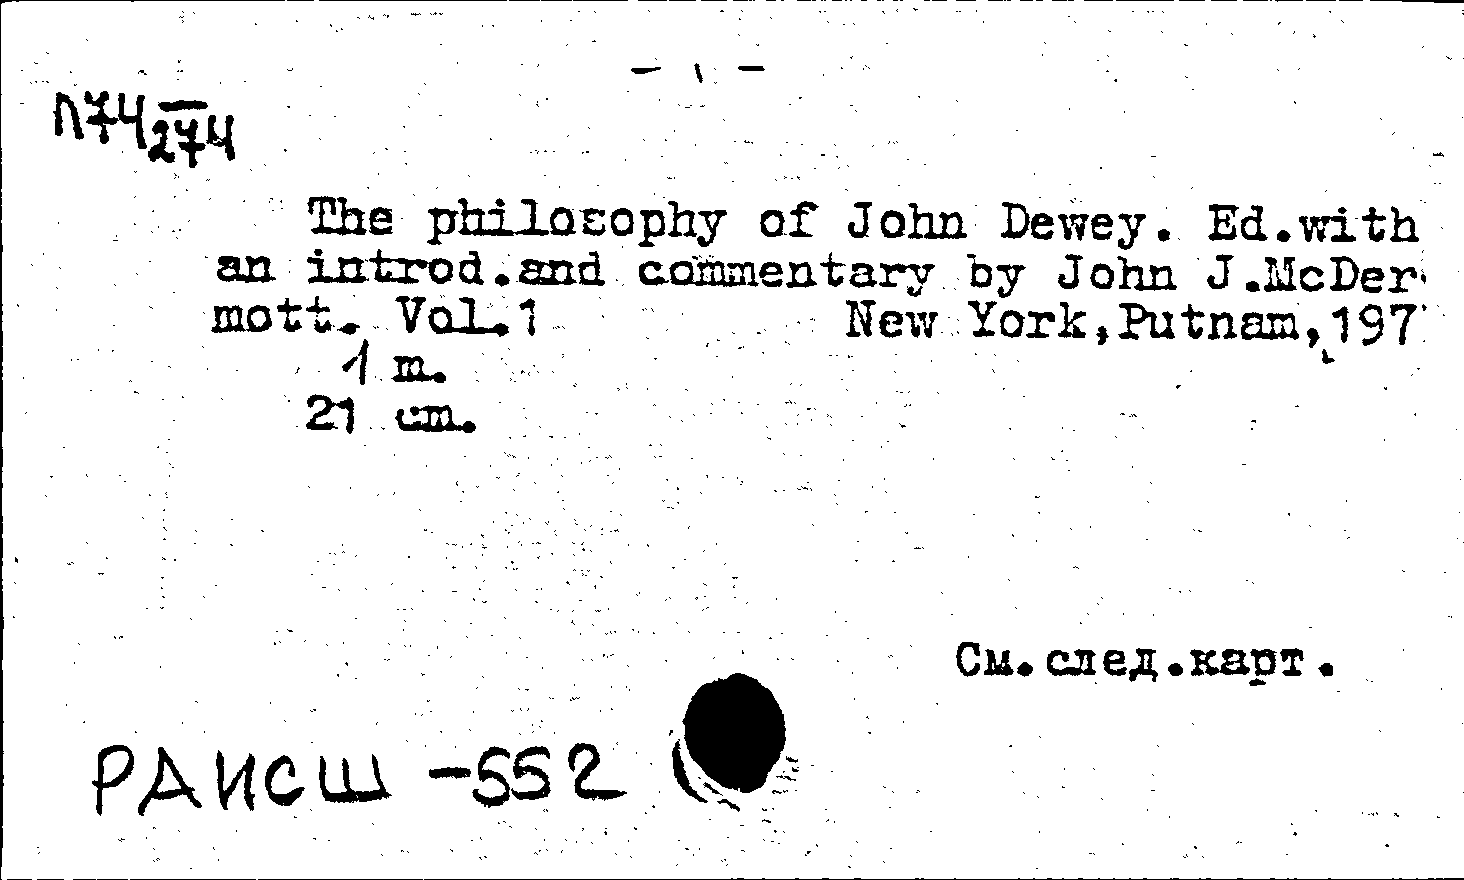 П74 274
The philosophy of John Dewey. Ed.with
an introd.and commentary by John J.McDer
mott. Vol.1 New York,Putnam,197
1 m.
21 cm.
См.след.карт.
РАИСШ -552